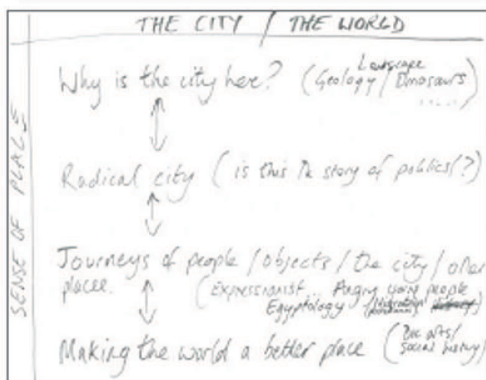 THE CITY / THE WORLD
SENSE OF PLACE
Landscape
Why is the city here? (Geology / Dinosaurs
.....)
Radical city (is this the story of politics/?)
Journeys of people / objects / the city / other
places.
(Expressionist... Angry young people
Egyptology
Making the world a better place (Dec arts/
social history)